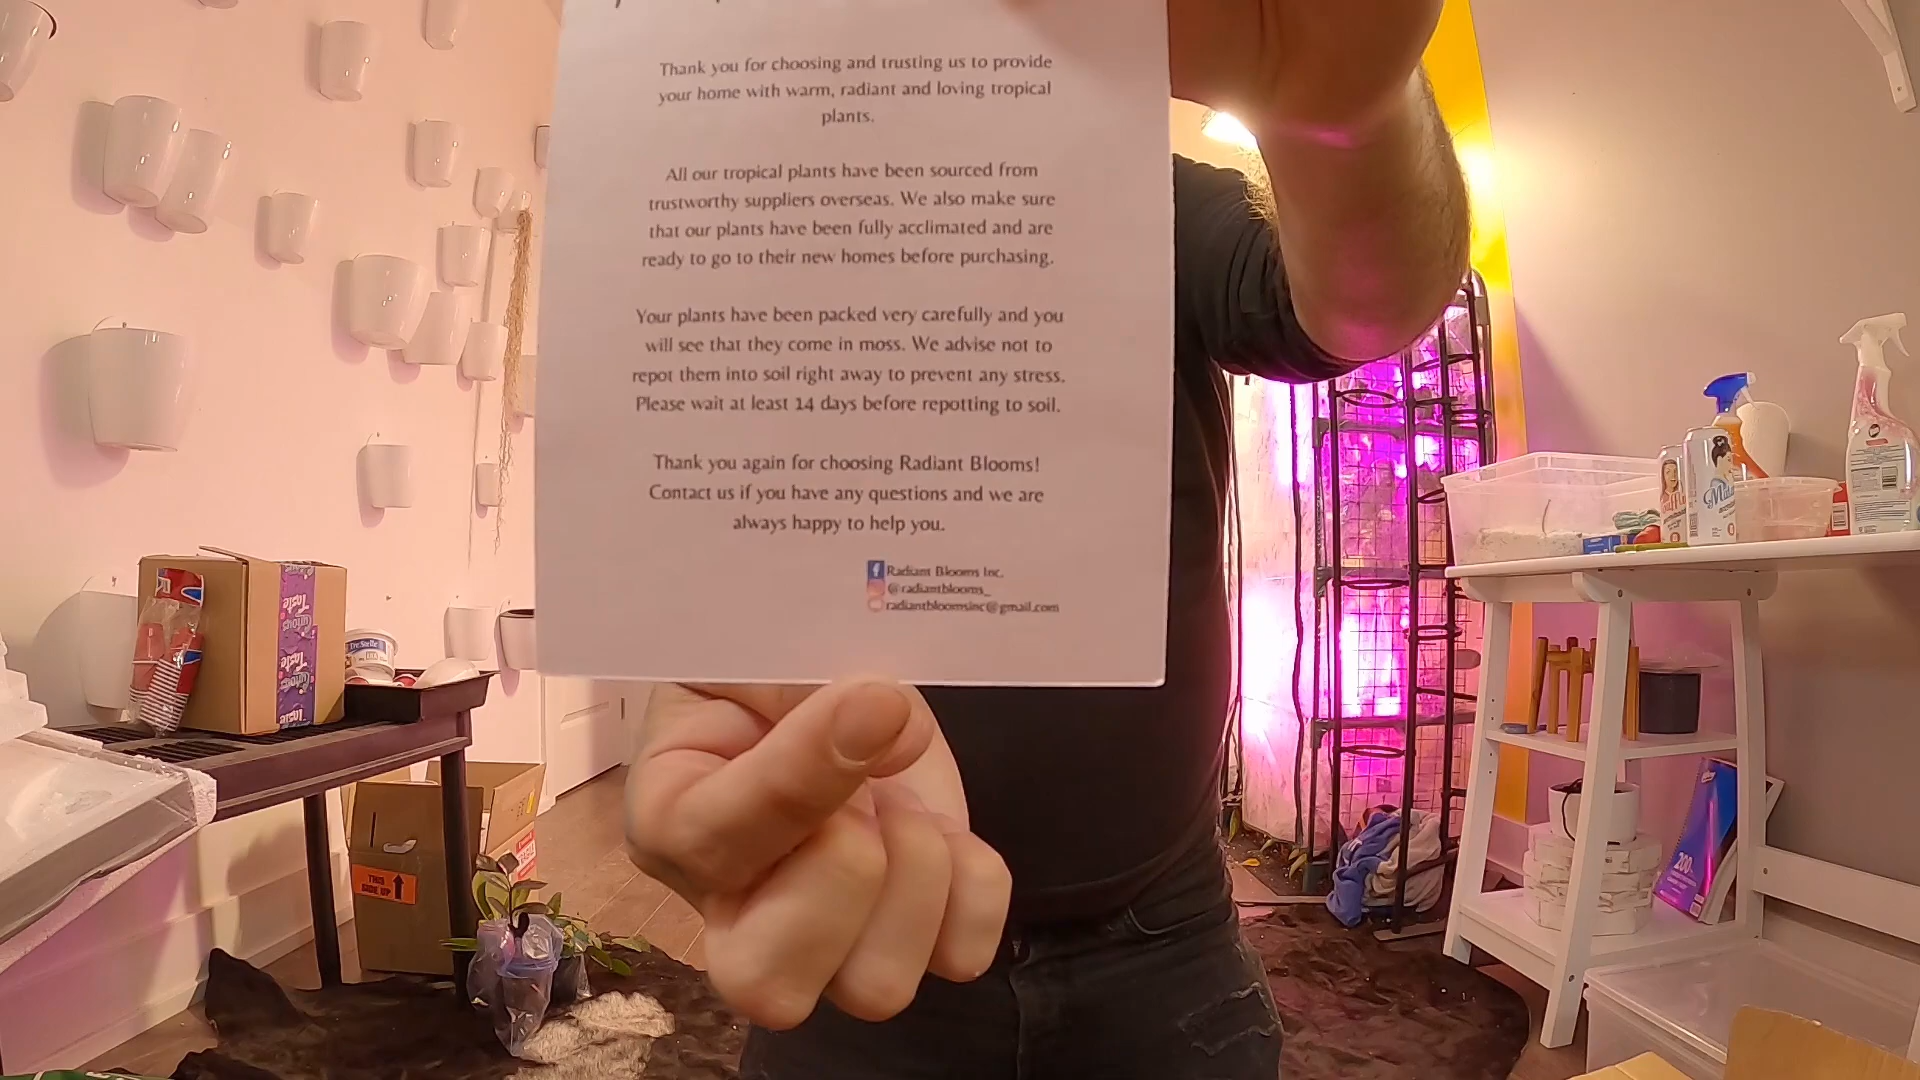 Thank you for choosing and trusting us to provide
your home with warm, radiant and loving tropical
plants.
All our tropical plants have been sourced from
trustworthy suppliers overseas. We also make sure
that our plants have been fully acclimated and are
ready to go to their new homes before purchasing.
Your plants have been packed very carefully and you
will see that they come in moss. We advise not to
repot them into soil right away to prevent any stress.
Please wait at least 14 days before repotting to soil.
Thank you again for choosing Radiant Blooms!
Contact us if you have any questions and we are
always happy to help you.
Radiant Blooms Inc.
@radiantblooms_
radiantbloomsinc@gmail.com
Curious
Taste
Curious
Taste
THIS
SIDE UP
200